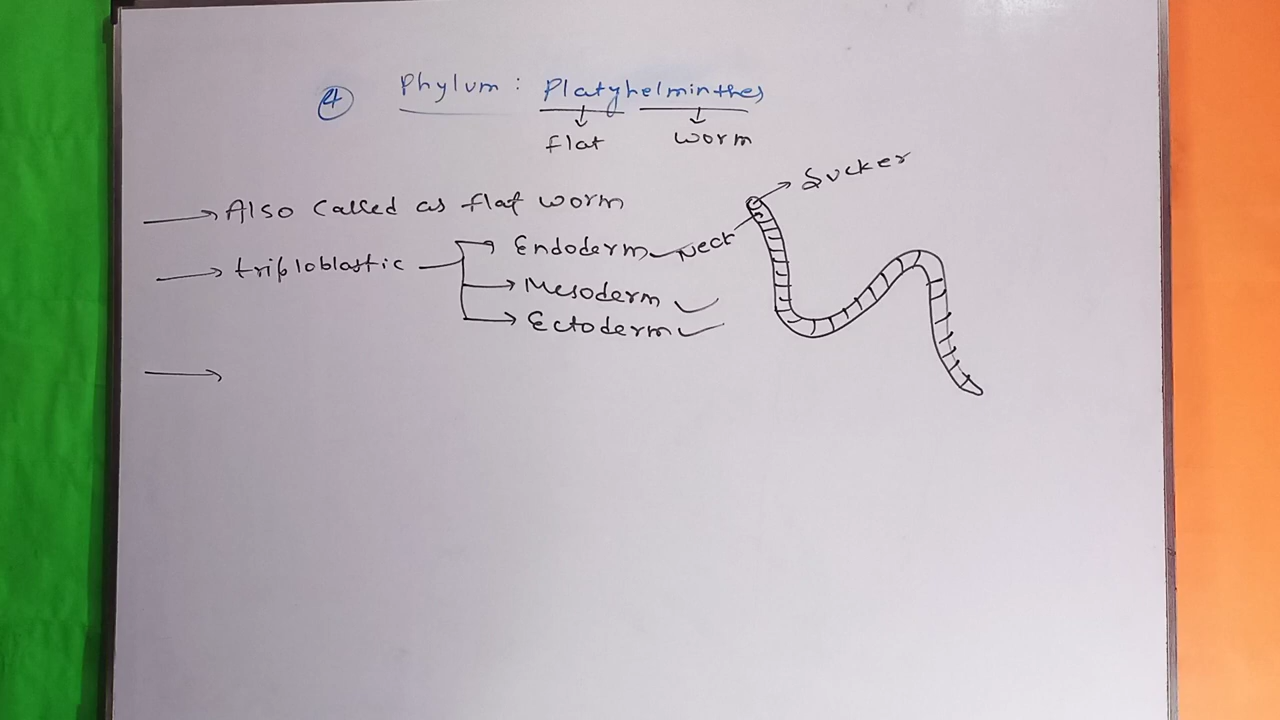 4 Phylum : Platyhelminthes
flat worm
Sucker
Also Called as flat worm
Neck
triploblastic
Endoderm
Mesoderm
Ectoderm